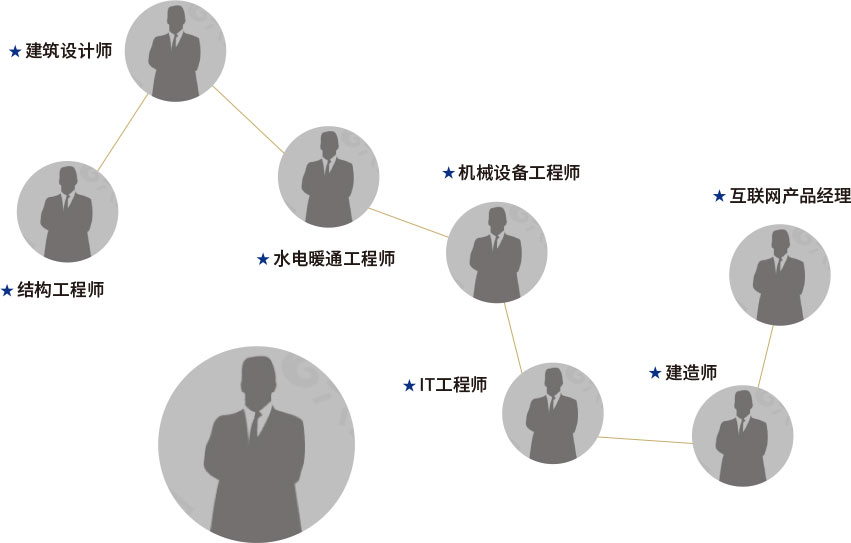 ★建筑设计师
★机械设备工程师
★互联网产品经理
★水电暖通工程师
★结构工程师
★IT工程师
★建造师